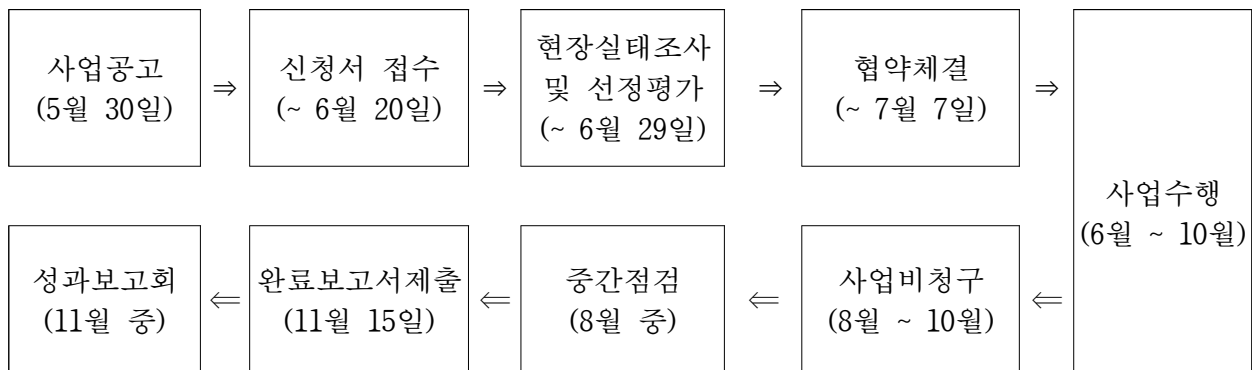 사업공고
(5월 30일)
⇒
신청서 접수
(~ 6월 20일)
⇒
현장실태조사
및 선정평가
(~ 6월 29일)
⇒
협약체결
(~ 7월 7일)
⇒
사업수행
(6월 ~ 10월)
⇐
사업비청구
(8월 ~ 10월)
⇐
중간점검
(8월 중)
⇐
완료보고서제출
(11월 15일)
⇐
성과보고회
(11월 중)